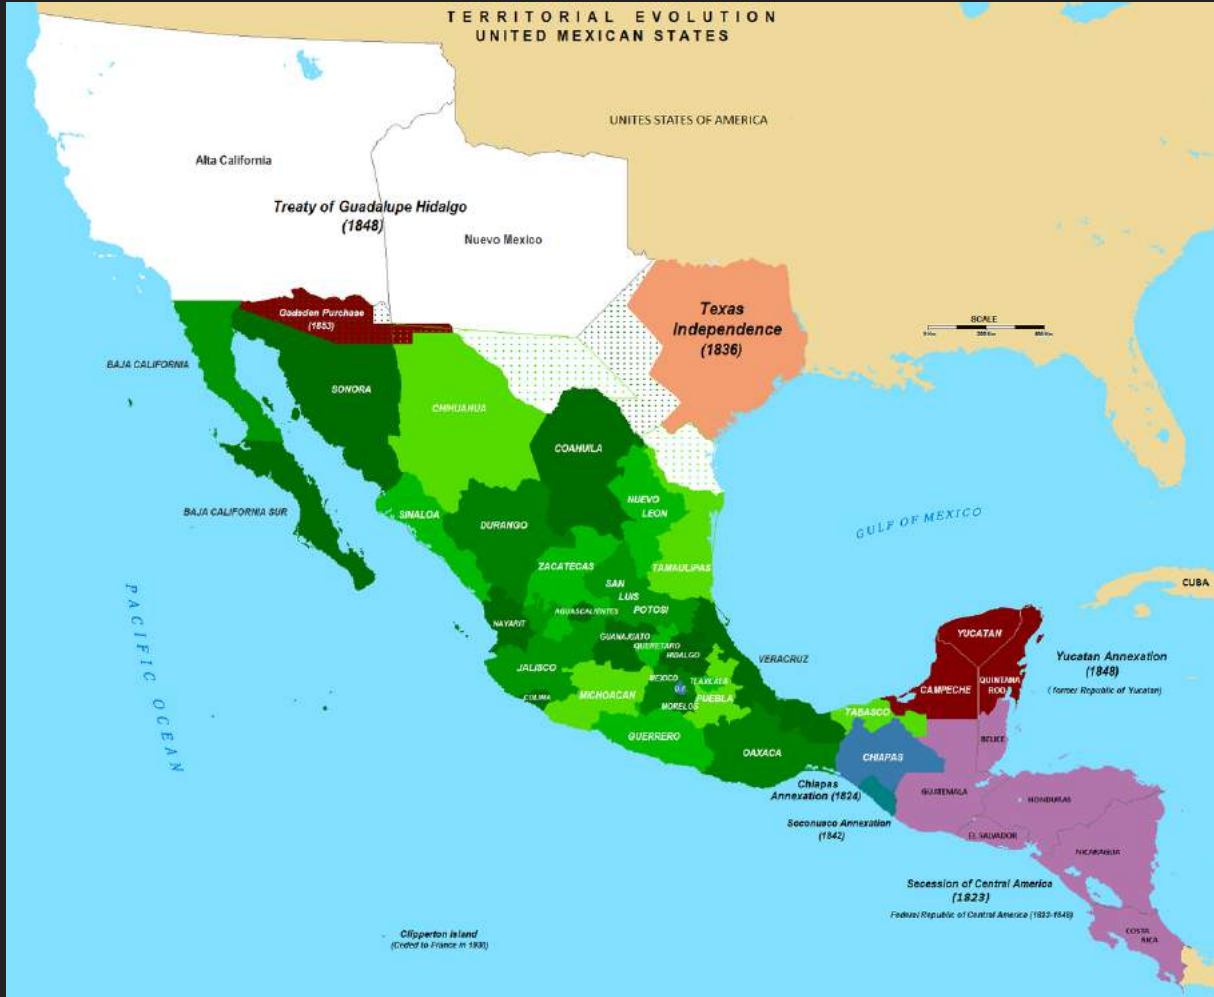 TERRITORIAL EVOLUTION
UNITED MEXICAN STATES
UNITES STATES OF AMERICA
Alta California
Treaty of Guadalupe Hidalgo
(1848)
Nuevo Mexico
Gadsden Purchase
(1853)
Texas
Independence
(1836)
SCALE
BAJA CALIFORNIA
SONORA
CHIHUAHUA
COAHUILA
BAJA CALIFORNIA SUR
SINALOA
DURANGO
NUEVO
LEON
GULF OF MEXICO
ZACATECAS
TAMAULIPAS
SAN
LUIS
POTOSI
CUBA
PACIFIC OCEAN
AGUASCALIENTES
NAYARIT
GUANAJUATO
QUERETARO
HIDALGO
YUCATAN
Yucatan Annexation
(1848)
(former Republic of Yucatan)
VERACRUZ
JALISCO
MEXICO
TLAXCALA
CAMPECHE
QUINTANA
ROO
COLIMA
MICHOACAN
MORELOS
PUEBLA
TABASCO
GUERRERO
BELICE
OAXACA
CHIAPAS
Chiapas
Annexation (1824)
GUATEMALA
HONDURAS
Soconusco Annexation
(1842)
EL SALVADOR
NICARAGUA
Secession of Central America
(1823)
Federal Republic of Central America
COSTA
RICA
Clipperton Island
(Ceded to France in 1930)